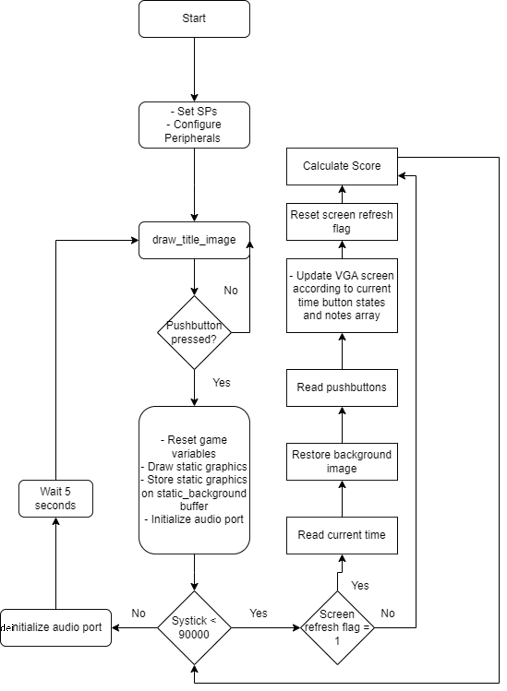 Start
- Set SPs
- Configure
Peripherals
draw_title_image
No
Pushbutton
pressed?
Yes
- Reset game
variables
- Draw static graphics
- Store static graphics
on static_background
buffer
- Initialize audio port
Wait 5
seconds
No
deinitialize audio port
Systick <
90000
Yes
Screen
refresh flag =
1
No
Yes
Read current time
Restore background
image
Read pushbuttons
- Update VGA screen
according to current
time button states
and notes array
Reset screen refresh
flag
Calculate Score